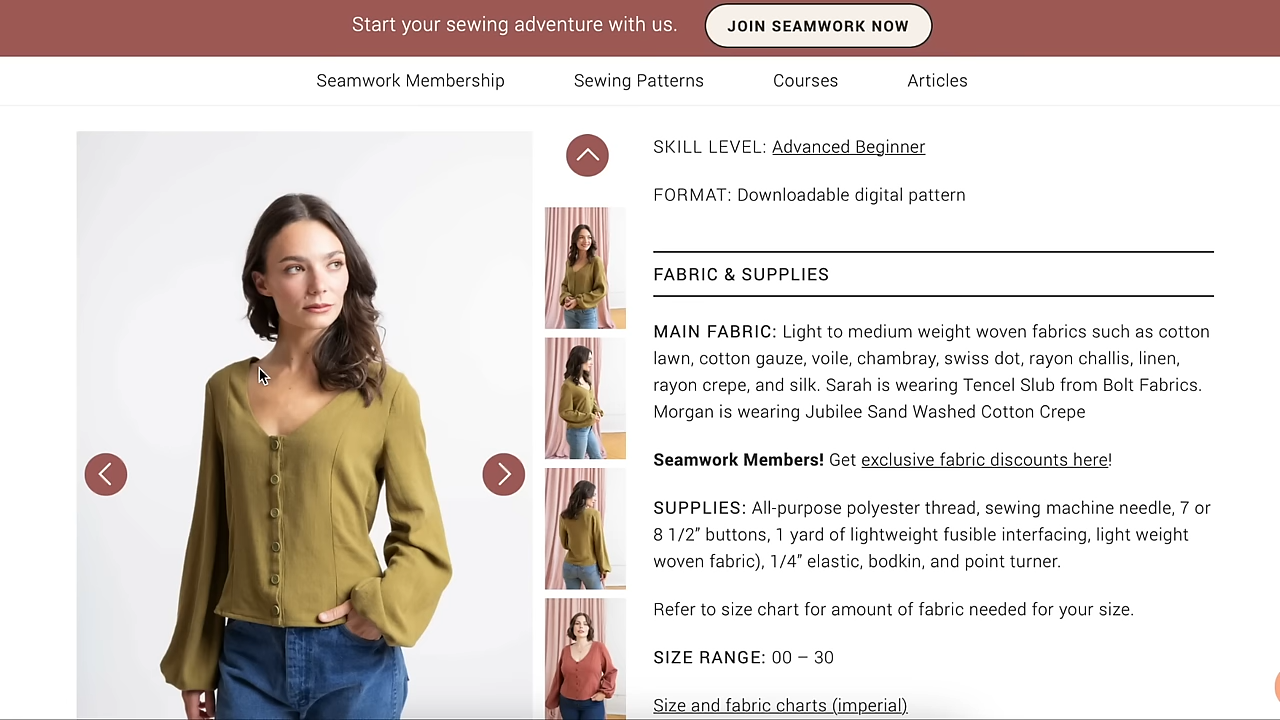 Start your sewing adventure with us.
JOIN SEAMWORK NOW
Seamwork Membership
Sewing Patterns
Courses
Articles
SKILL LEVEL: Advanced Beginner
FORMAT: Downloadable digital pattern
FABRIC & SUPPLIES
MAIN FABRIC: Light to medium weight woven fabrics such as cotton
lawn, cotton gauze, voile, chambray, swiss dot, rayon challis, linen,
rayon crepe, and silk. Sarah is wearing Tencel Slub from Bolt Fabrics.
Morgan is wearing Jubilee Sand Washed Cotton Crepe
Seamwork Members! Get exclusive fabric discounts here!
SUPPLIES: All-purpose polyester thread, sewing machine needle, 7 or
8 1/2” buttons, 1 yard of lightweight fusible interfacing, light weight
woven fabric), 1/4” elastic, bodkin, and point turner.
Refer to size chart for amount of fabric needed for your size.
SIZE RANGE: 00 – 30
Size and fabric charts (imperial)